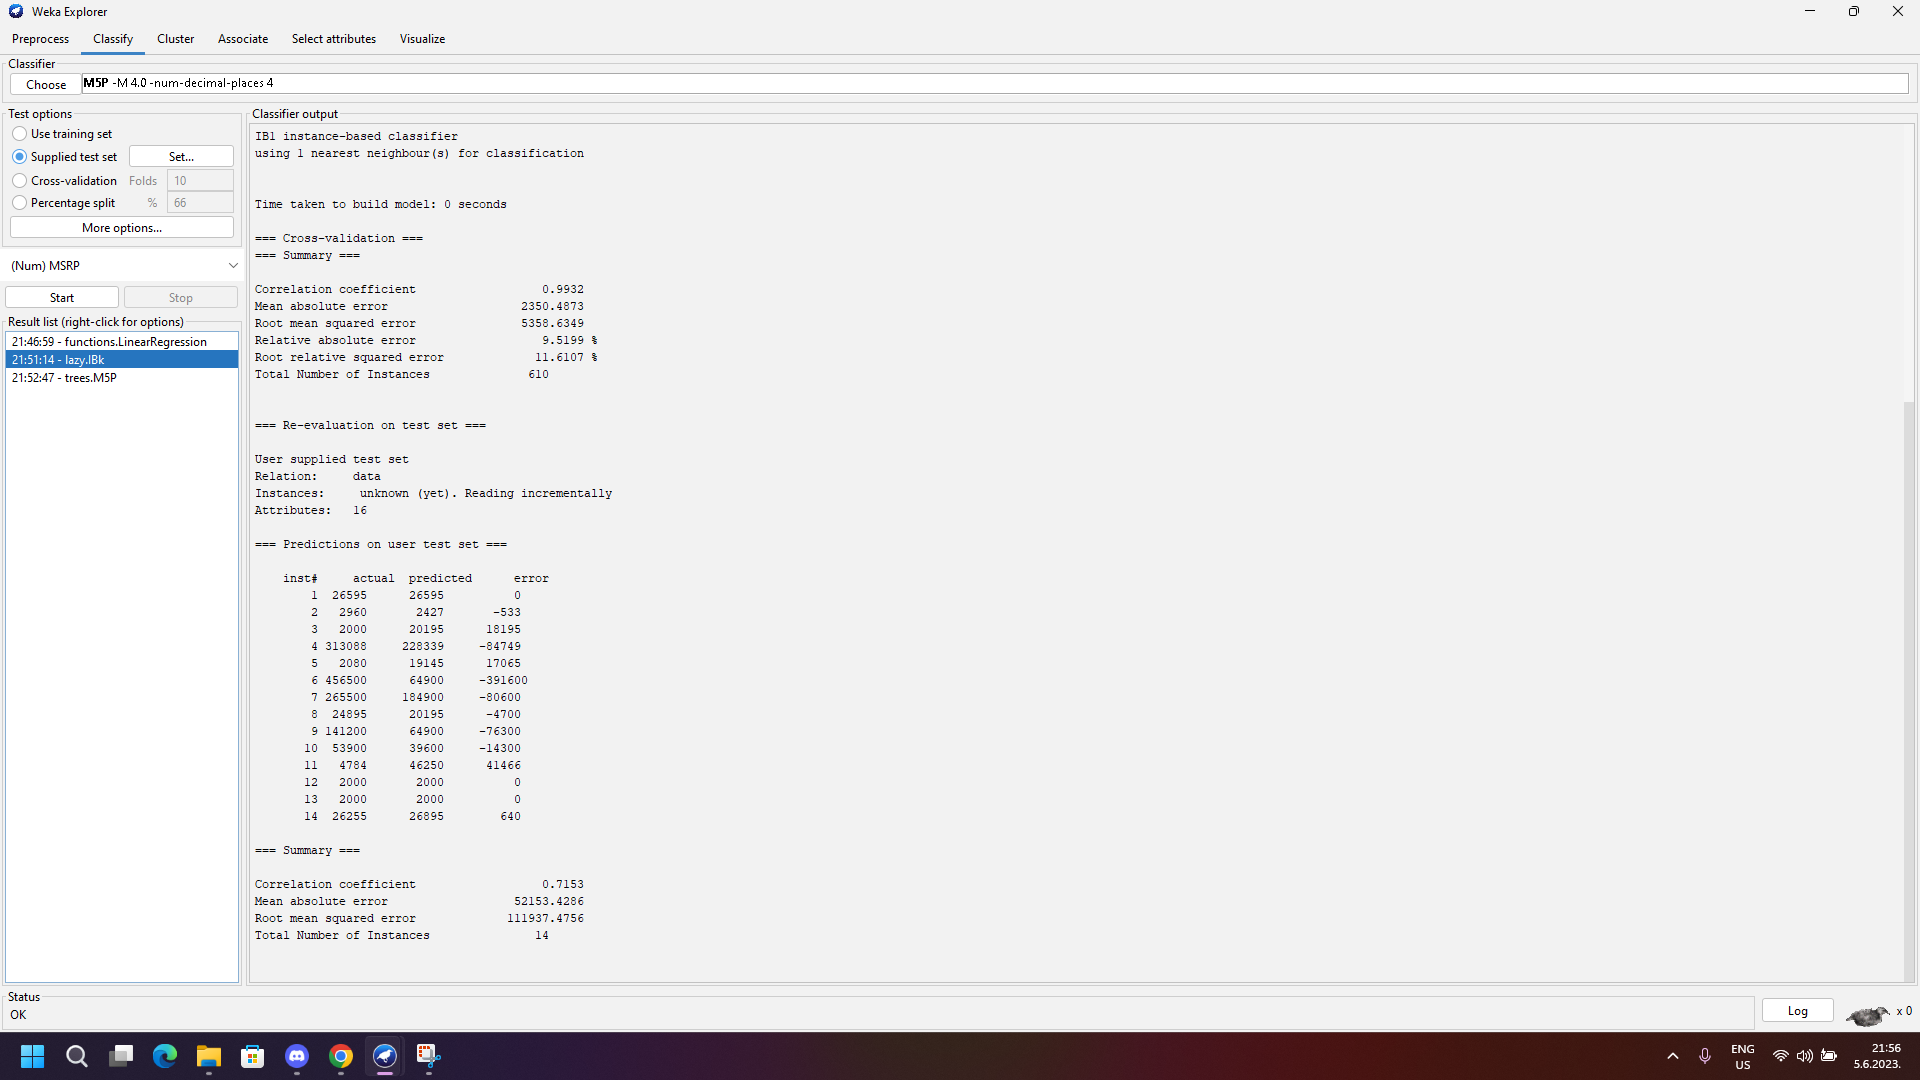 Weka Explorer
Preprocess Classify Cluster Associate Select attributes Visualize
Classifier
Choose M5P -M 4.0 -num-decimal-places 4
Test options
Use training set
Supplied test set Set...
Cross-validation Folds 10
Percentage split % 66
More options...
(Num) MSRP
Start Stop
Result list (right-click for options)
21:46:59 - functions.LinearRegression
21:51:14 - lazy.IBk
21:52:47 - trees.M5P
Classifier output
IB1 instance-based classifier
using 1 nearest neighbour(s) for classification
Time taken to build model: 0 seconds
=== Cross-validation ===
=== Summary ===
Correlation coefficient 0.9932
Mean absolute error 2350.4873
Root mean squared error 5358.6349
Relative absolute error 9.5199 %
Root relative squared error 11.6107 %
Total Number of Instances 610
=== Re-evaluation on test set ===
User supplied test set
Relation: data
Instances: unknown (yet). Reading incrementally
Attributes: 16
=== Predictions on user test set ===
inst# actual predicted error
1 26595 26595 0
2 2960 2427 -533
3 2000 20195 18195
4 313088 228339 -84749
5 2080 19145 17065
6 456500 64900 -391600
7 265500 184900 -80600
8 24895 20195 -4700
9 141200 64900 -76300
10 53900 39600 -14300
11 4784 46250 41466
12 2000 2000 0
13 2000 2000 0
14 26255 26895 640
=== Summary ===
Correlation coefficient 0.7153
Mean absolute error 52153.4286
Root mean squared error 111937.4756
Total Number of Instances 14
Status
OK
Log
x 0
ENG
US
21:56
5.6.2023.